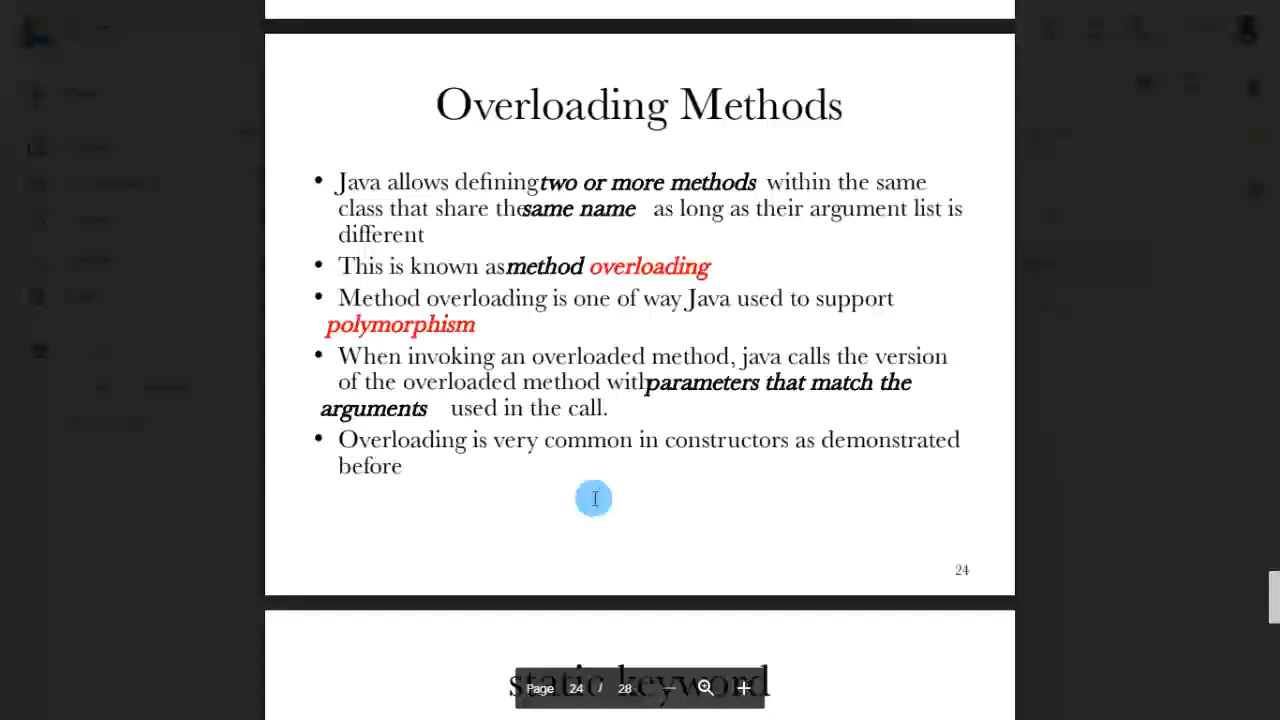 Overloading Methods
• Java allows defining two or more methods within the same
class that share the same name as long as their argument list is
different
• This is known as method overloading
• Method overloading is one of way Java used to support
polymorphism
• When invoking an overloaded method, java calls the version
of the overloaded method with parameters that match the
arguments used in the call.
• Overloading is very common in constructors as demonstrated
before
24
static keyword
Page 24 / 28